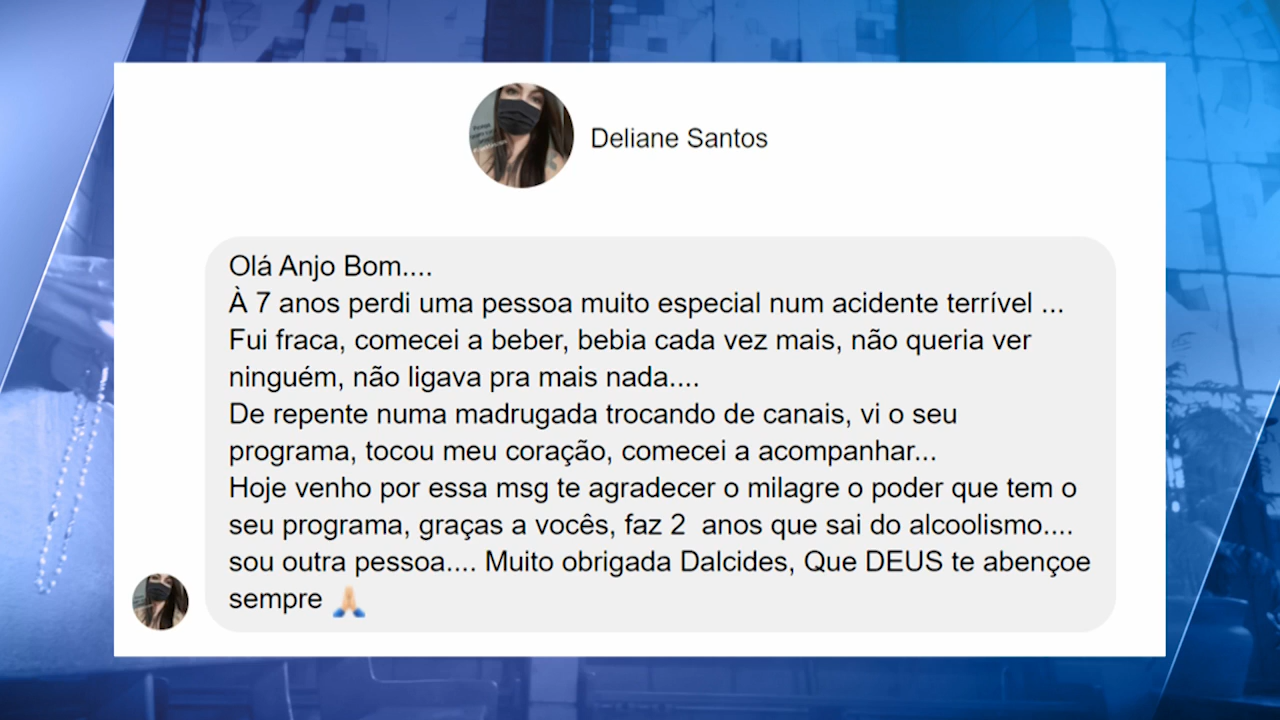 Deliane Santos
Olá Anjo Bom....
À 7 anos perdi uma pessoa muito especial num acidente terrível ...
Fui fraca, comecei a beber, bebia cada vez mais, não queria ver
ninguém, não ligava pra mais nada....
De repente numa madrugada trocando de canais, vi o seu
programa, tocou meu coração, comecei a acompanhar...
Hoje venho por essa msg te agradecer o milagre o poder que tem o
seu programa, graças a vocês, faz 2  anos que sai do alcoolismo....
sou outra pessoa.... Muito obrigada Dalcides, Que DEUS te abençoe
sempre 🙏🏼